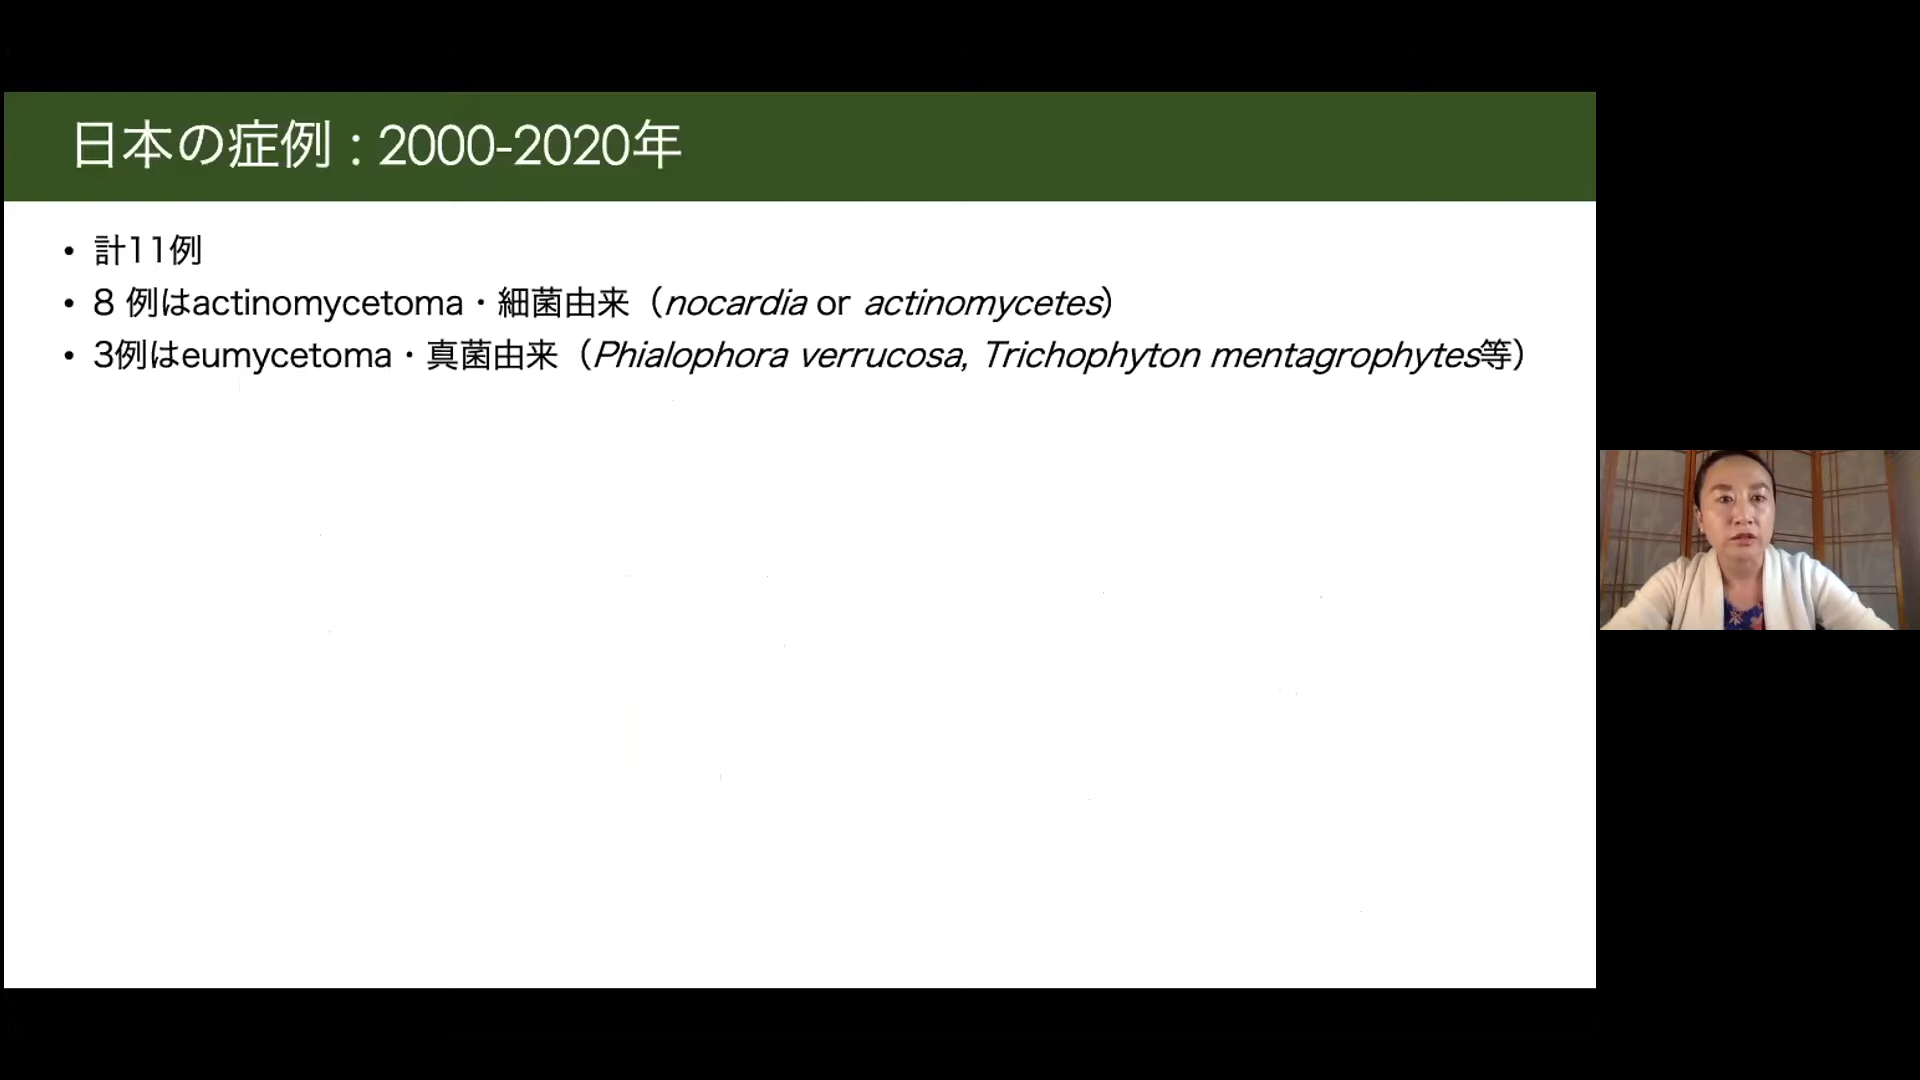 日本の症例 : 2000-2020年
• 計11例
• 8 例はactinomycetoma・細菌由来（nocardia or actinomycetes）
• 3例はeumycetoma・真菌由来（Phialophora verrucosa, Trichophyton mentagrophytes等）